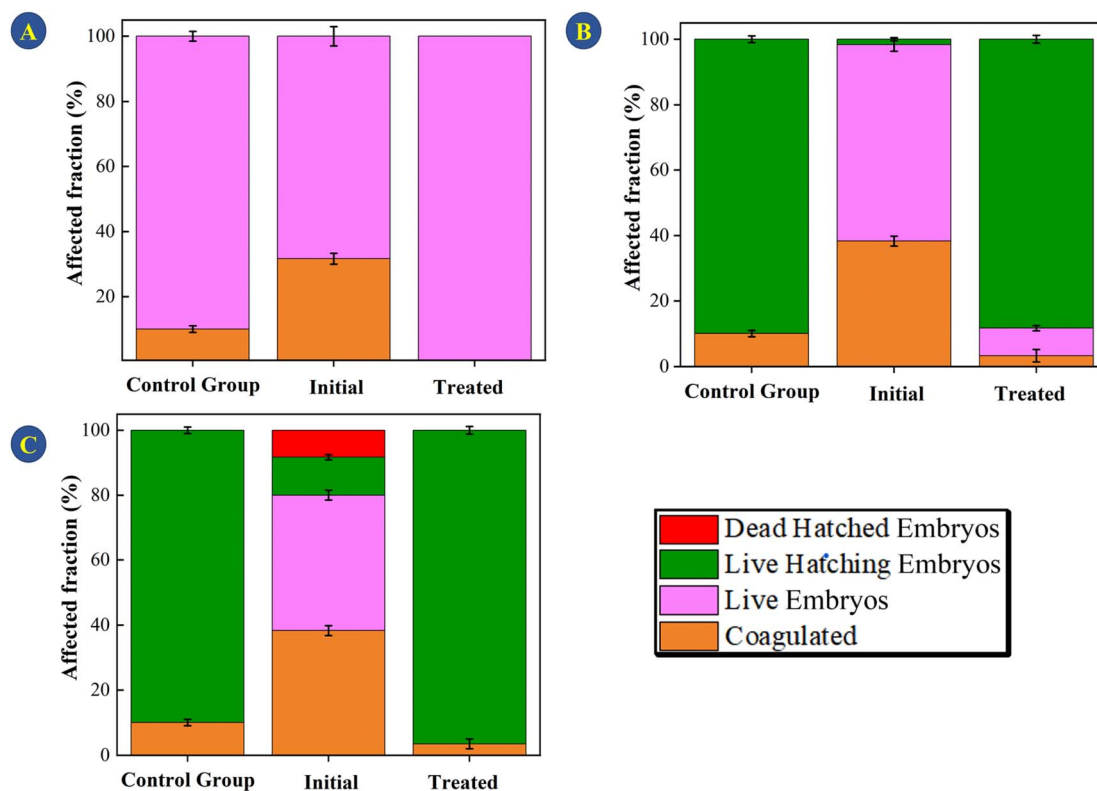 A
Affected fraction (%)
100
80
60
40
20
Control Group
Initial
Treated
B
Affected fraction (%)
100
80
60
40
20
0
Control Group
Initial
Treated
C
Affected fraction (%)
100
80
60
40
20
0
Control Group
Initial
Treated
Dead Hatched Embryos
Live Hatching Embryos
Live Embryos
Coagulated